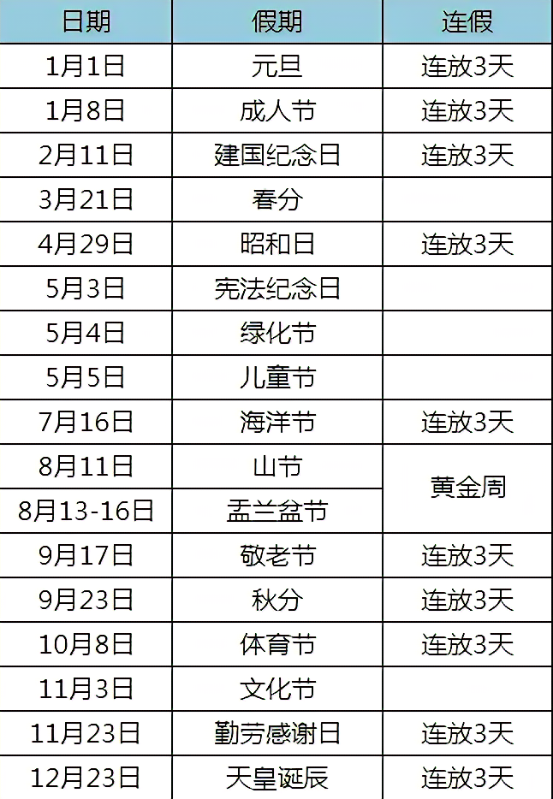 日期 假期 连假
1月1日 元旦 连放3天
1月8日 成人节 连放3天
2月11日 建国纪念日 连放3天
3月21日 春分
4月29日 昭和日 连放3天
5月3日 宪法纪念日
5月4日 绿化节
5月5日 儿童节
7月16日 海洋节 连放3天
8月11日 山节 黄金周
8月13-16日 盂兰盆节
9月17日 敬老节 连放3天
9月23日 秋分 连放3天
10月8日 体育节 连放3天
11月3日 文化节
11月23日 勤劳感谢日 连放3天
12月23日 天皇诞辰 连放3天